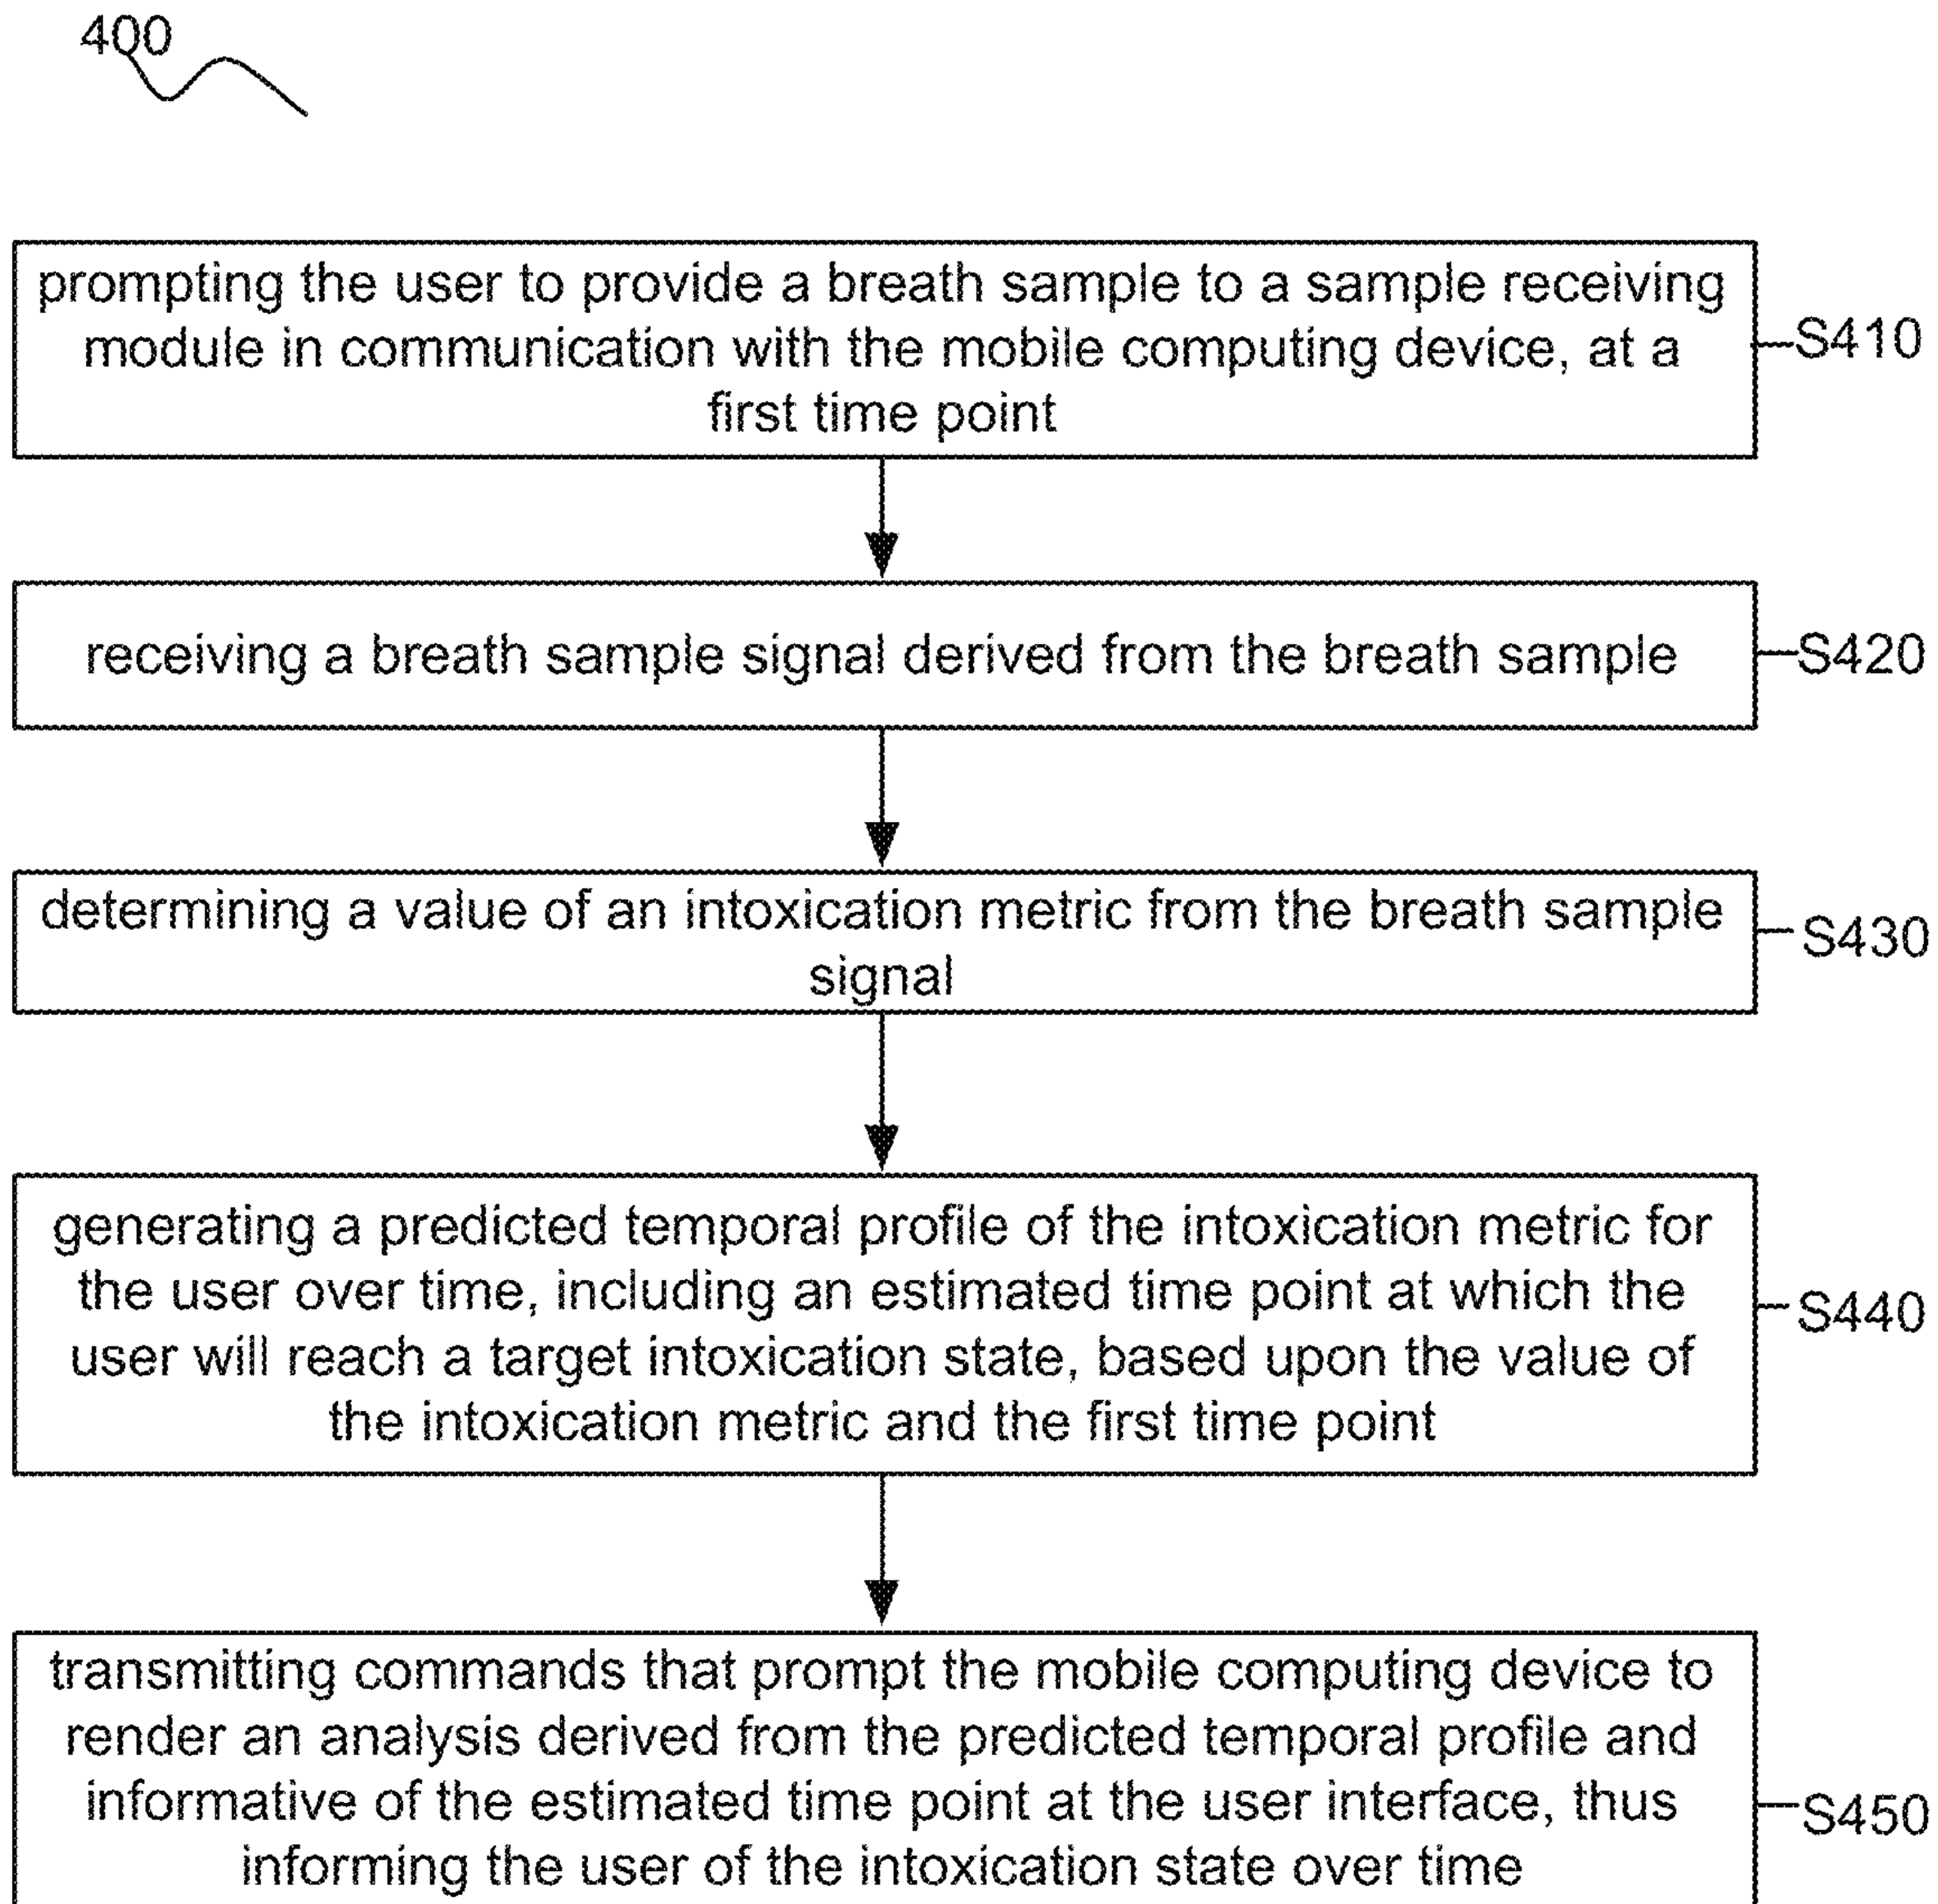 400
prompting the user to provide a breath sample to a sample receiving
module in communication with the mobile computing device, at a
first time point
S410
receiving a breath sample signal derived from the breath sample
S420
determining a value of an intoxication metric from the breath sample
signal
S430
generating a predicted temporal profile of the intoxication metric for
the user over time, including an estimated time point at which the
user will reach a target intoxication state, based upon the value of
the intoxication metric and the first time point
S440
transmitting commands that prompt the mobile computing device to
render an analysis derived from the predicted temporal profile and
informative of the estimated time point at the user interface, thus
informing the user of the intoxication state over time
S450